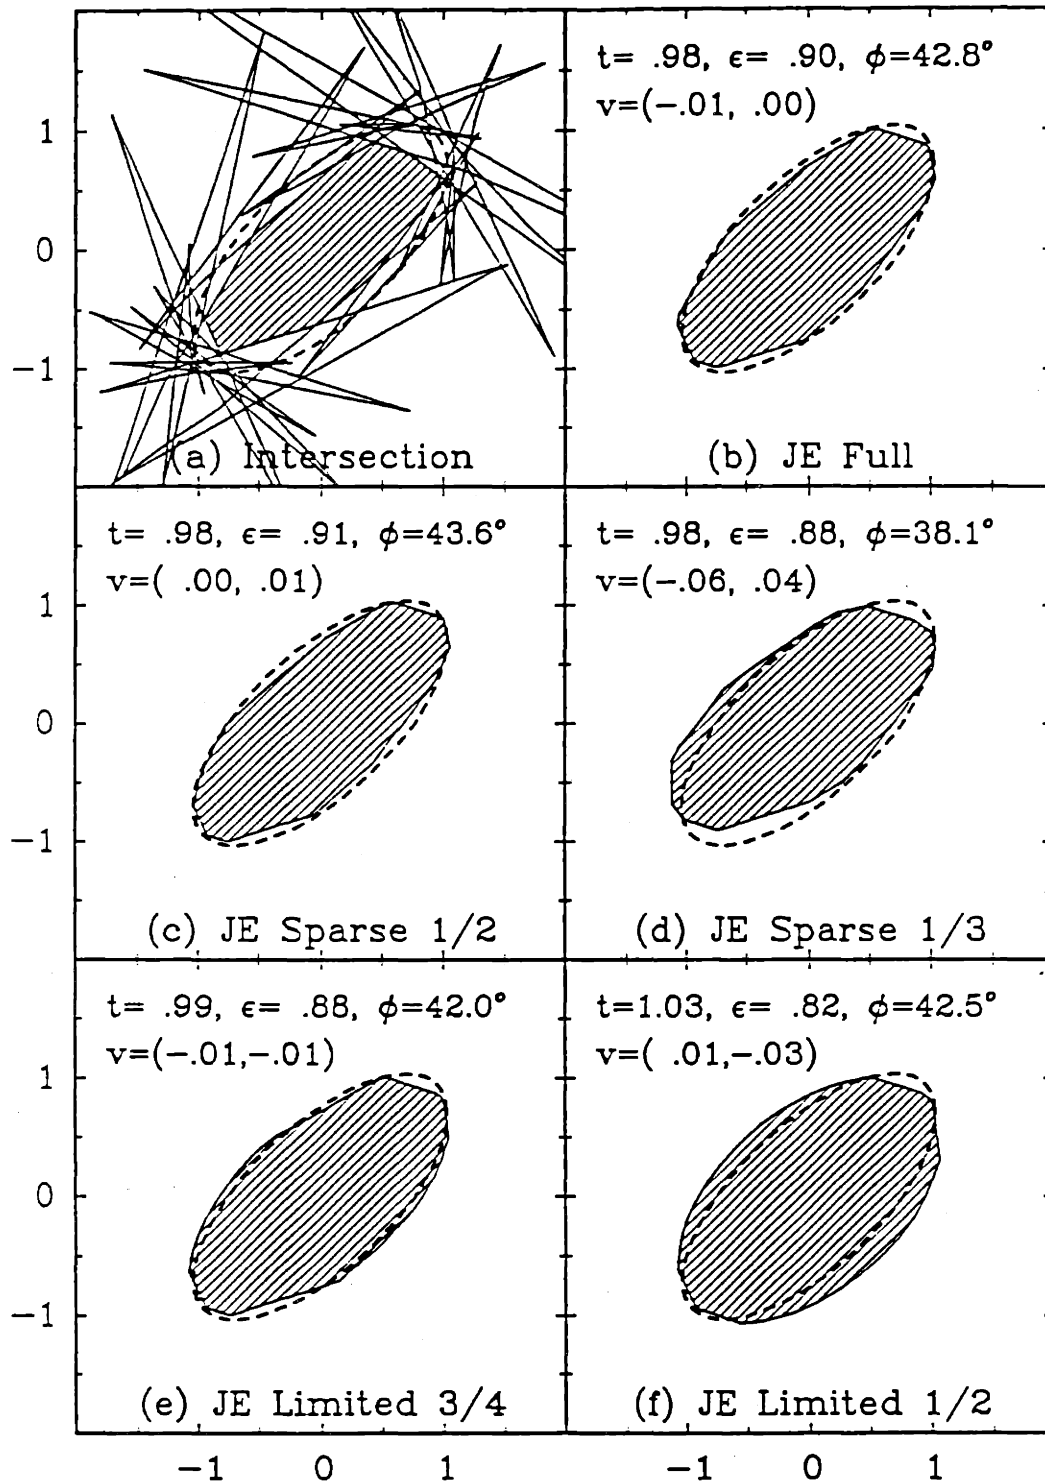 t= .98, ϵ= .90, ϕ=42.8°
v=(-.01, .00)
1
0
-1
(a) Intersection
(b) JE Full
t= .98, ϵ= .91, ϕ=43.6°
v=( .00, .01)
t= .98, ϵ= .88, ϕ=38.1°
v=(-.06, .04)
1
0
-1
(c) JE Sparse 1/2
(d) JE Sparse 1/3
t= .99, ϵ= .88, ϕ=42.0°
v=(-.01,-.01)
t=1.03, ϵ= .82, ϕ=42.5°
v=( .01,-.03)
1
0
-1
(e) JE Limited 3/4
(f) JE Limited 1/2
-1 0 1 -1 0 1